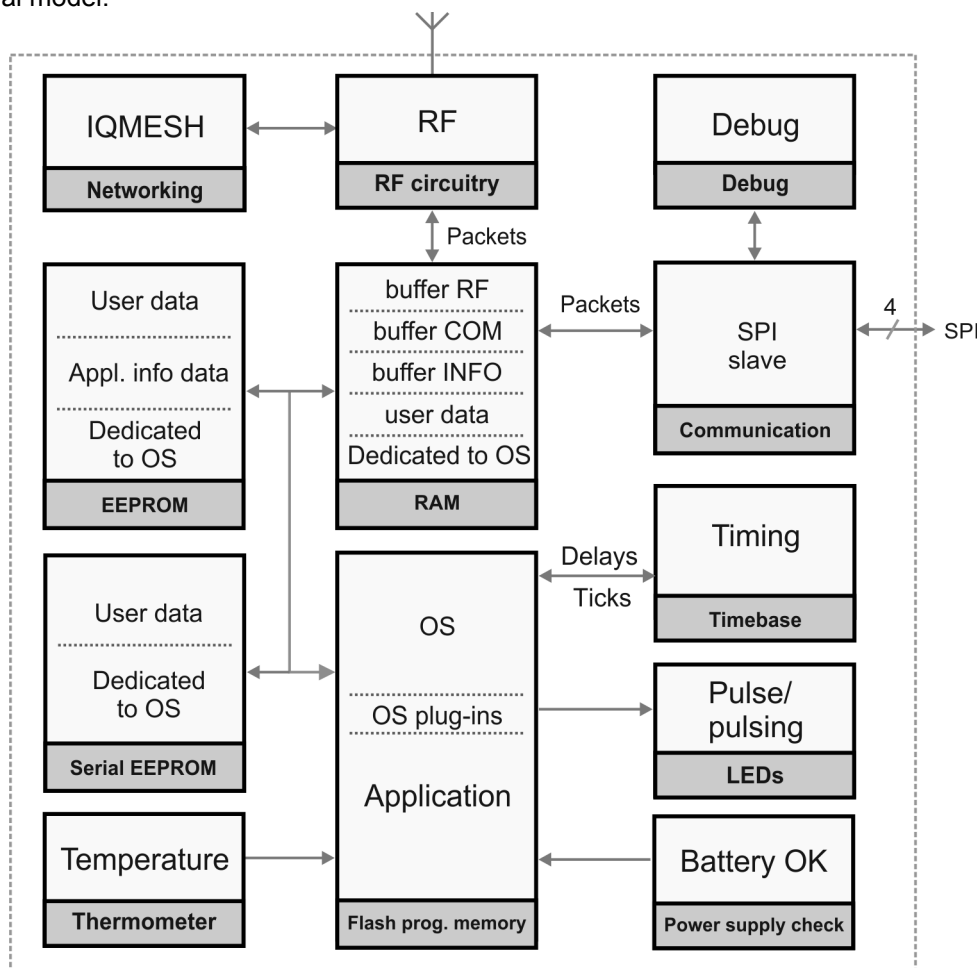 al model.
IQMESH
Networking
RF
RF circuitry
Debug
Debug
Packets
User data
Appl. info data
Dedicated
to OS
EEPROM
buffer RF
buffer COM
buffer INFO
user data
Dedicated to OS
RAM
Packets
SPI
slave
Communication
4
SPI
User data
Dedicated
to OS
Serial EEPROM
OS
OS plug-ins
Application
Flash prog. memory
Delays
Ticks
Timing
Timebase
Pulse/
pulsing
LEDs
Temperature
Thermometer
Battery OK
Power supply check